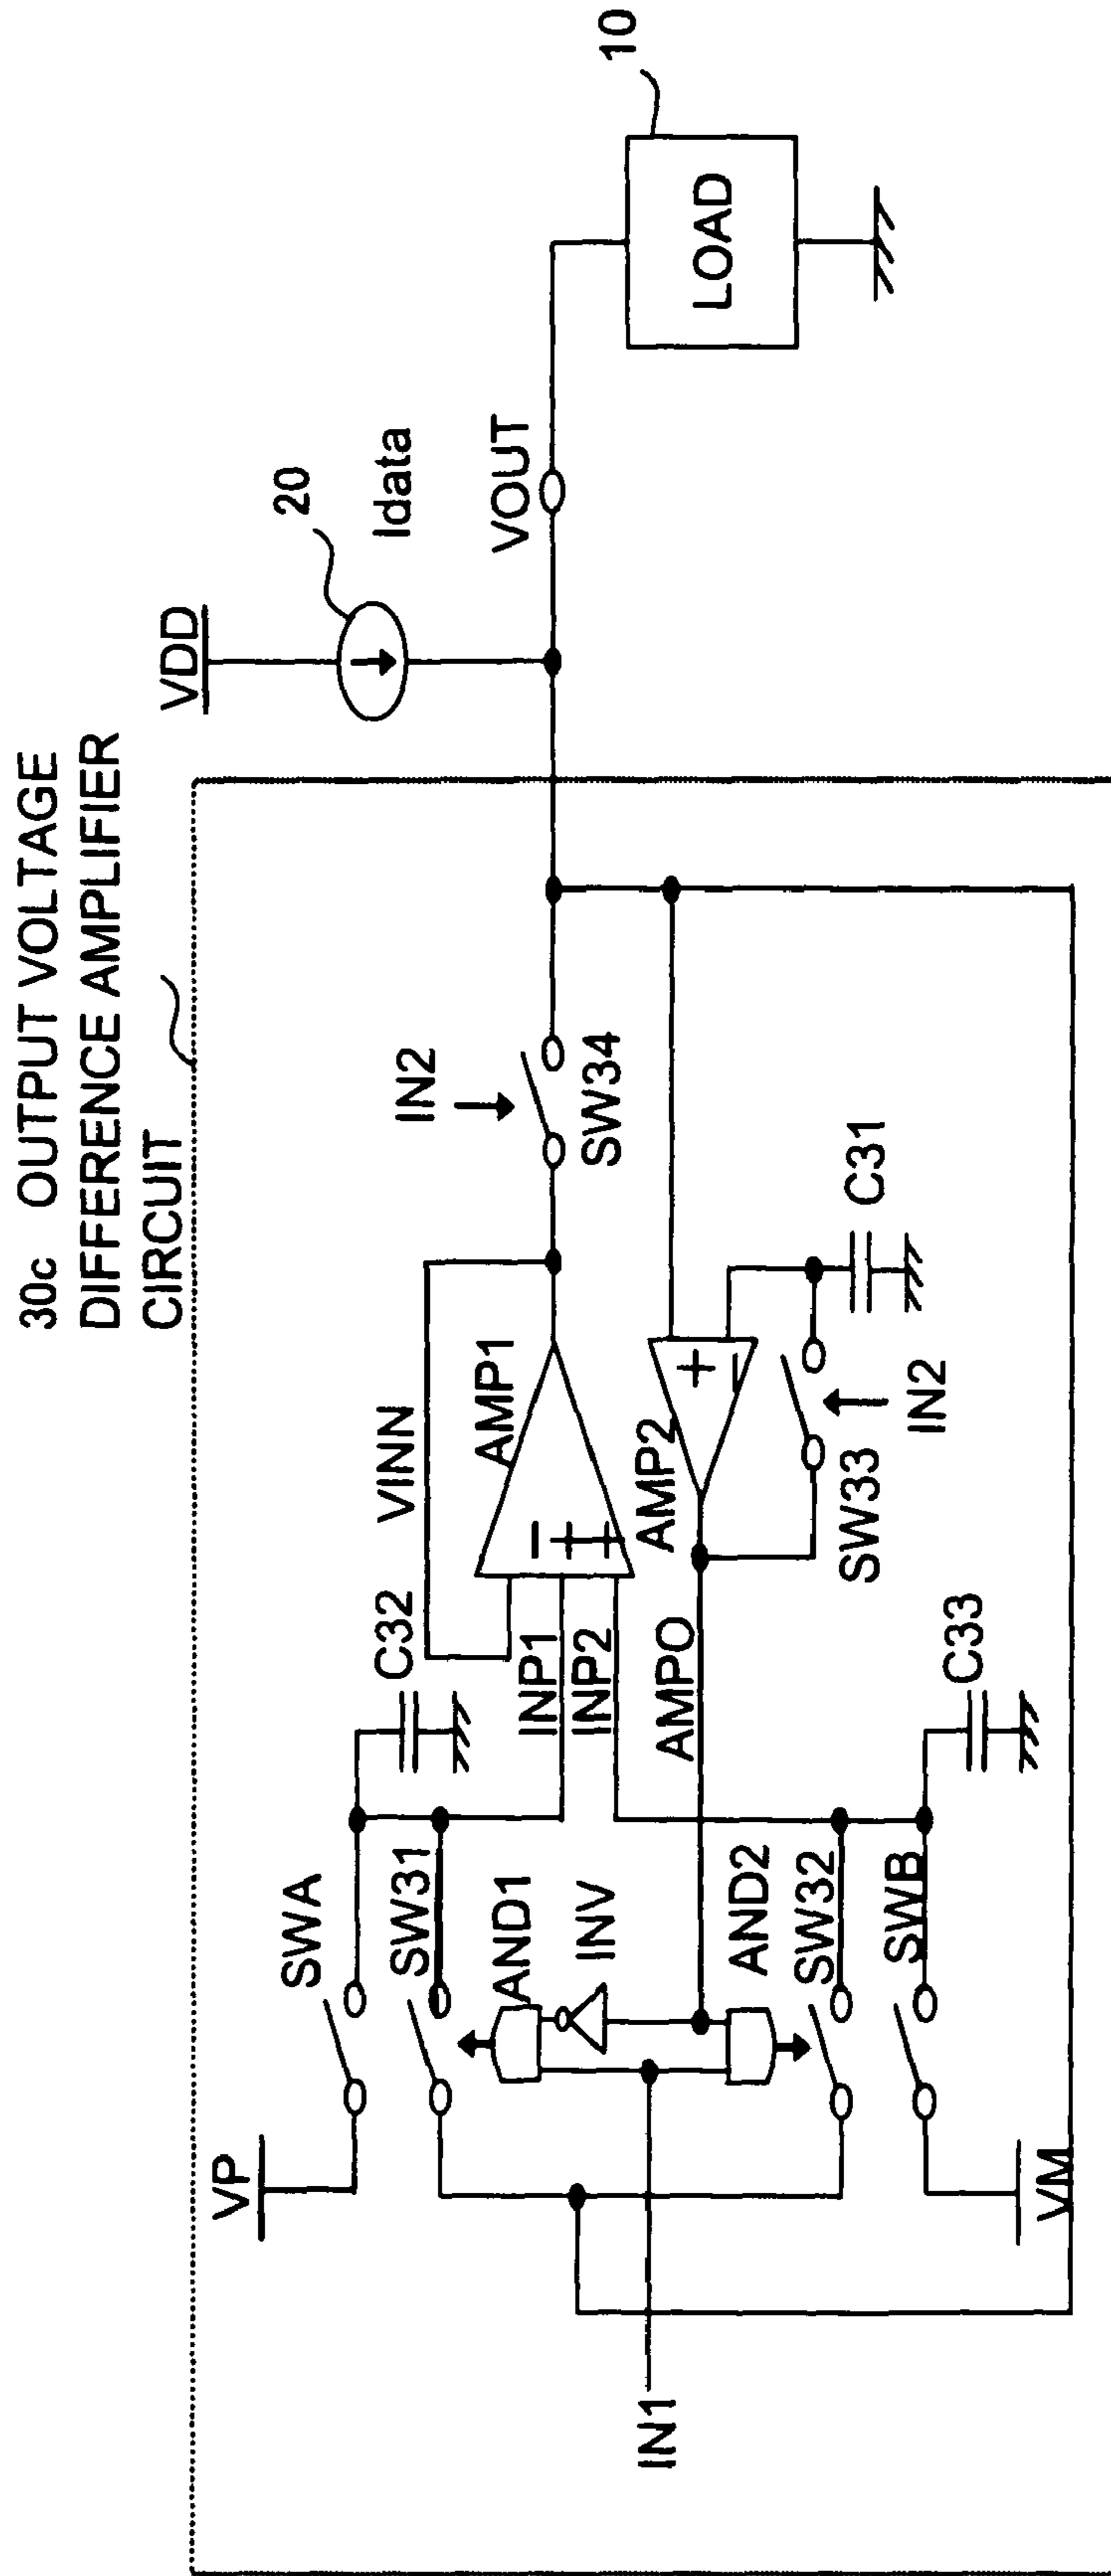 30c OUTPUT VOLTAGE
DIFFERENCE AMPLIFIER
CIRCUIT
VDD
20
Idata
VOUT
10
LOAD
VP
SWA
SW31
C32
VINN
AMP1
−
+
+
INP1
INP2
IN2
SW34
AND1
INV
AMPO
AMP2
+
−
IN1
AND2
SW32
SWB
C33
SW33
IN2
C31
VM